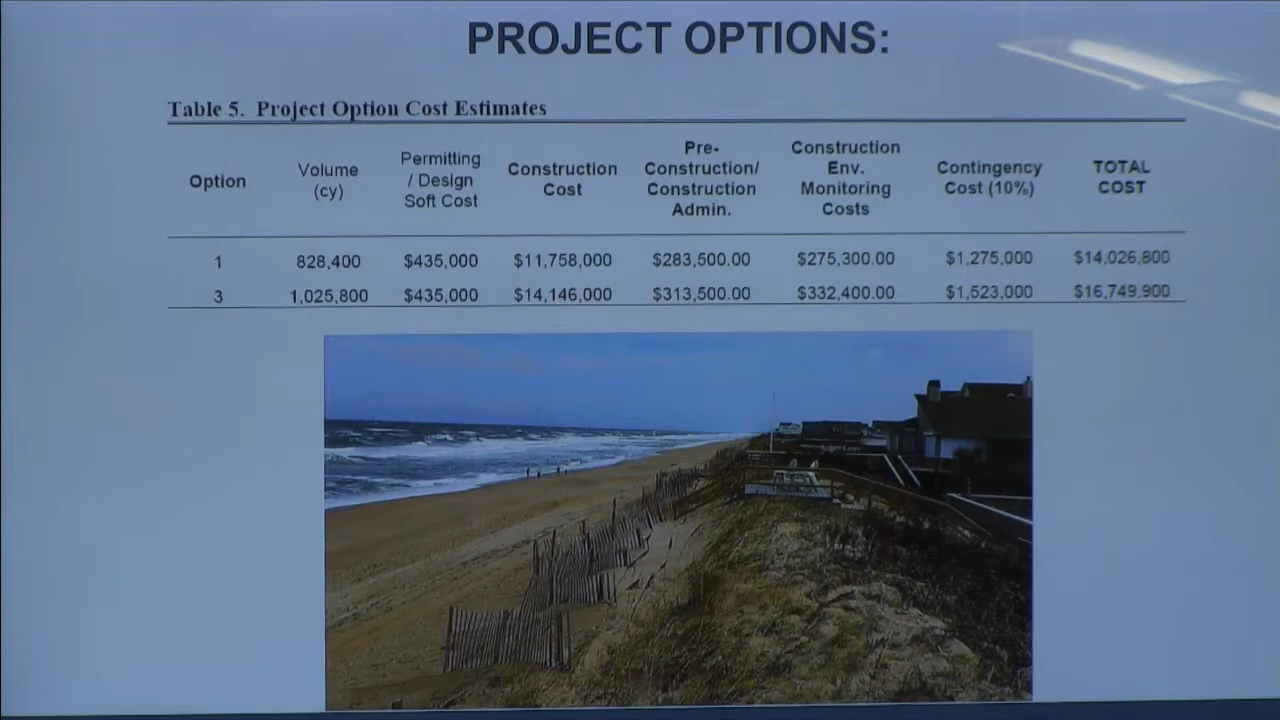 PROJECT OPTIONS:
Table 5. Project Option Cost Estimates
Option Volume (cy) Permitting / Design Soft Cost Construction Cost Pre-Construction/ Construction Admin. Construction Env. Monitoring Costs Contingency Cost (10%) TOTAL COST
1 828,400 $435,000 $11,758,000 $283,500.00 $275,300.00 $1,275,000 $14,026,800
3 1,025,800 $435,000 $14,146,000 $313,500.00 $332,400.00 $1,523,000 $16,749,900